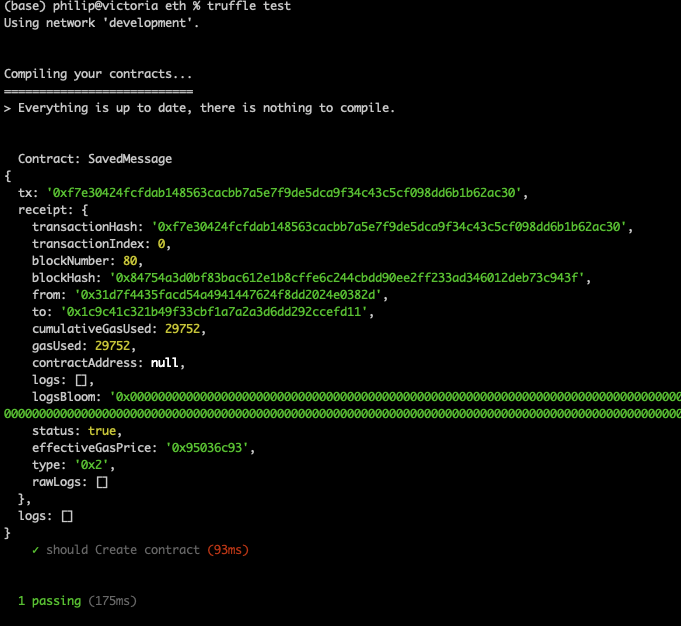 (base) philip@victoria eth % truffle test
Using network 'development'.
Compiling your contracts...
===========================
> Everything is up to date, there is nothing to compile.
Contract: SavedMessage
{
tx: '0xf7e30424fcfdab148563cacbb7a5e7f9de5dca9f34c43c5cf098dd6b1b62ac30',
receipt: {
transactionHash: '0xf7e30424fcfdab148563cacbb7a5e7f9de5dca9f34c43c5cf098dd6b1b62ac30',
transactionIndex: 0,
blockNumber: 80,
blockHash: '0x84754a3d0bf83bac612e1b8cffe6c244cbdd90ee2ff233ad346012deb73c943f',
from: '0x31d7f4435facd54a4941447624f8dd2024e0382d',
to: '0x1c9c41c321b49f33cbf1a7a2a3d6dd292ccefd11',
cumulativeGasUsed: 29752,
gasUsed: 29752,
contractAddress: null,
logs: [],
logsBloom: '0x0000000000000000000000000000000000000000000000000000000000000000000000000000000
0000000000000000000000000000000000000000000000000000000000000000000000000000000000000000000000000
status: true,
effectiveGasPrice: '0x95036c93',
type: '0x2',
rawLogs: []
},
logs: []
}
✓ should Create contract (93ms)
1 passing (175ms)